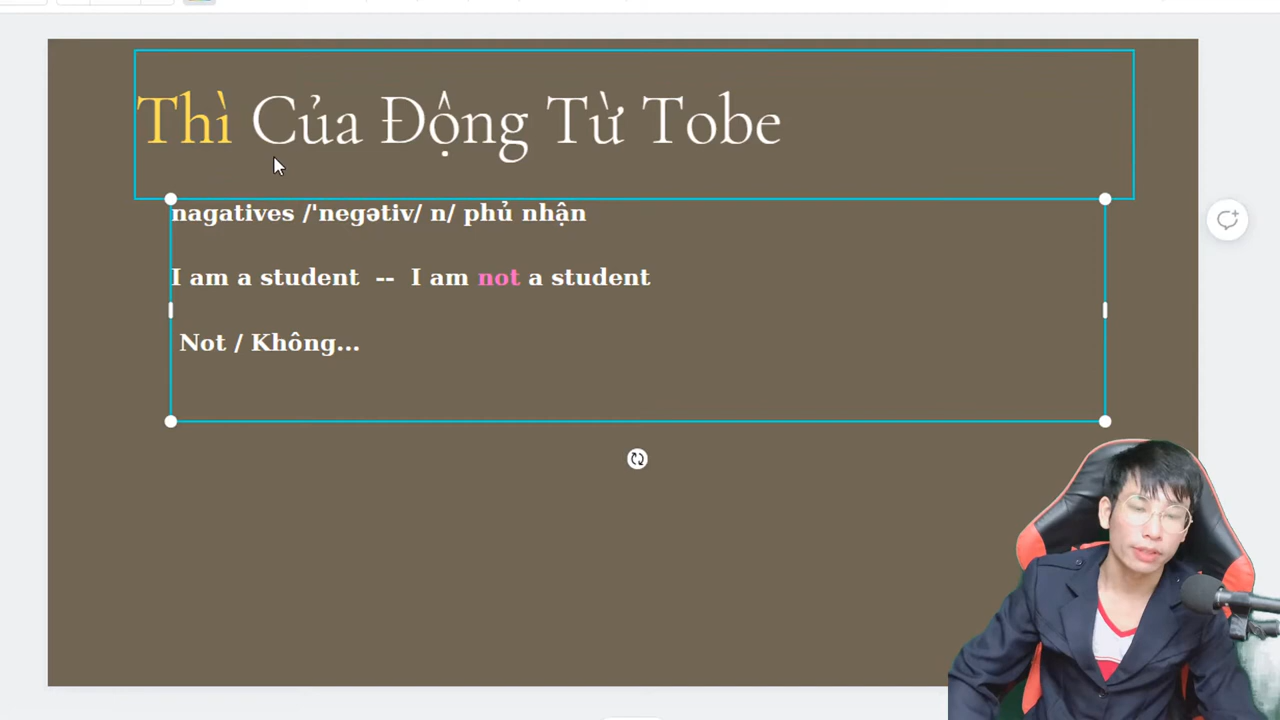 Thì Của Động Từ Tobe
nagatives /'negətiv/ n/ phủ nhận
I am a student -- I am not a student
Not / Không...